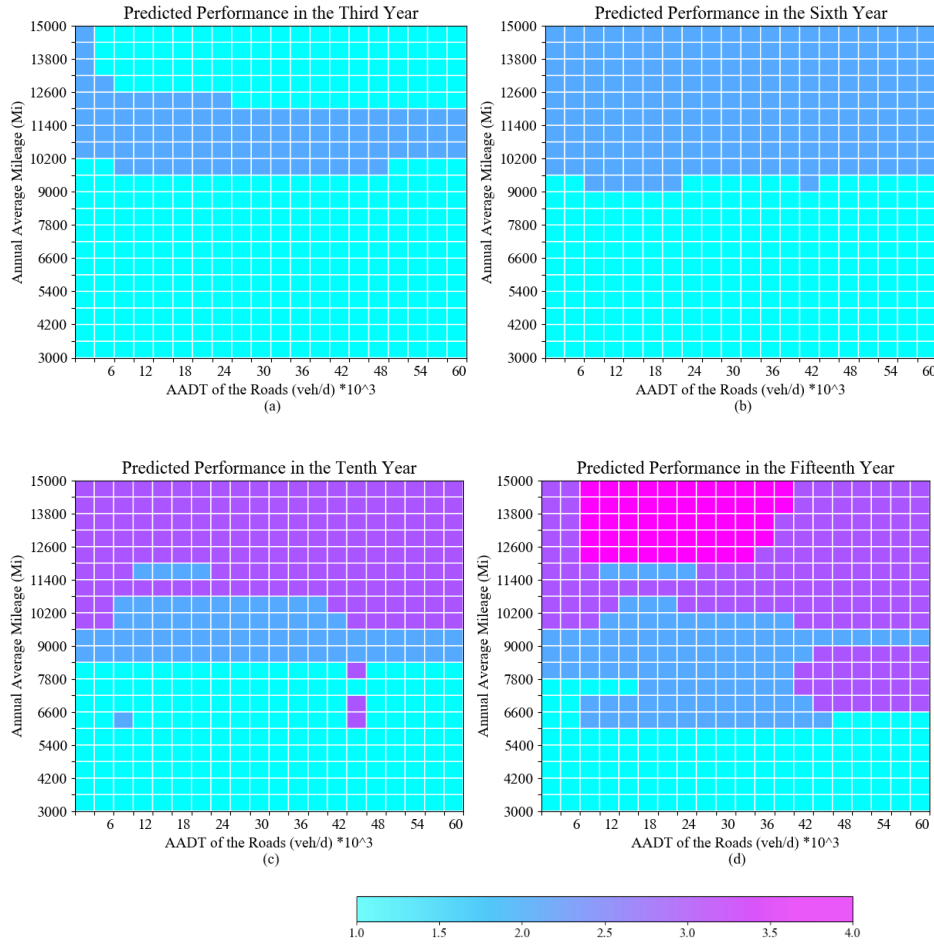 Predicted Performance in the Third Year
Annual Average Mileage (Mi)
15000
13800
12600
11400
10200
9000
7800
6600
5400
4200
3000
6 12 18 24 30 36 42 48 54 60
AADT of the Roads (veh/d) *10^3
(a)
Predicted Performance in the Sixth Year
Annual Average Mileage (Mi)
15000
13800
12600
11400
10200
9000
7800
6600
5400
4200
3000
6 12 18 24 30 36 42 48 54 60
AADT of the Roads (veh/d) *10^3
(b)
Predicted Performance in the Tenth Year
Annual Average Mileage (Mi)
15000
13800
12600
11400
10200
9000
7800
6600
5400
4200
3000
6 12 18 24 30 36 42 48 54 60
AADT of the Roads (veh/d) *10^3
(c)
Predicted Performance in the Fifteenth Year
Annual Average Mileage (Mi)
15000
13800
12600
11400
10200
9000
7800
6600
5400
4200
3000
6 12 18 24 30 36 42 48 54 60
AADT of the Roads (veh/d) *10^3
(d)
1.0 1.5 2.0 2.5 3.0 3.5 4.0